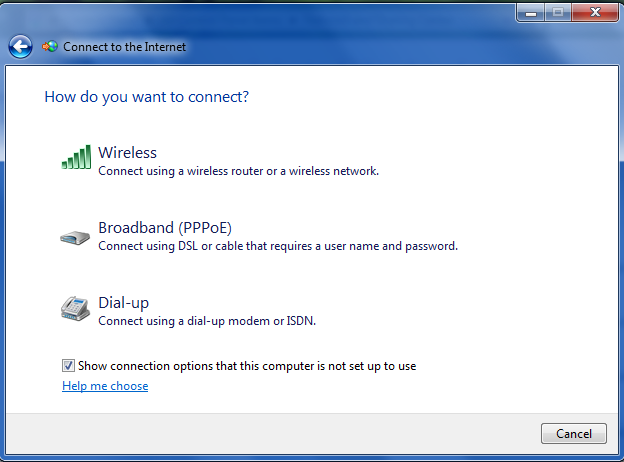 Connect to the Internet
How do you want to connect?
Wireless
Connect using a wireless router or a wireless network.
Broadband (PPPoE)
Connect using DSL or cable that requires a user name and password.
Dial-up
Connect using a dial-up modem or ISDN.
Show connection options that this computer is not set up to use
Help me choose
Cancel